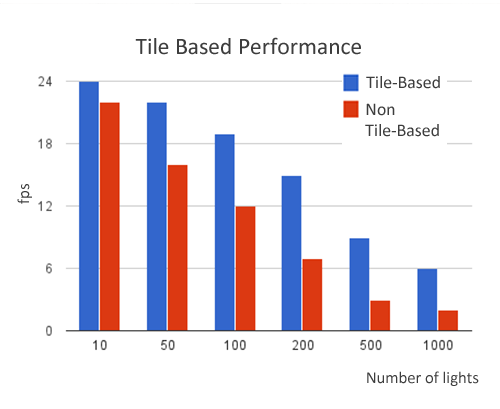 Tile Based Performance
24
18
12
6
0
fps
Tile-Based
Non
Tile-Based
10 50 100 200 500 1000
Number of lights